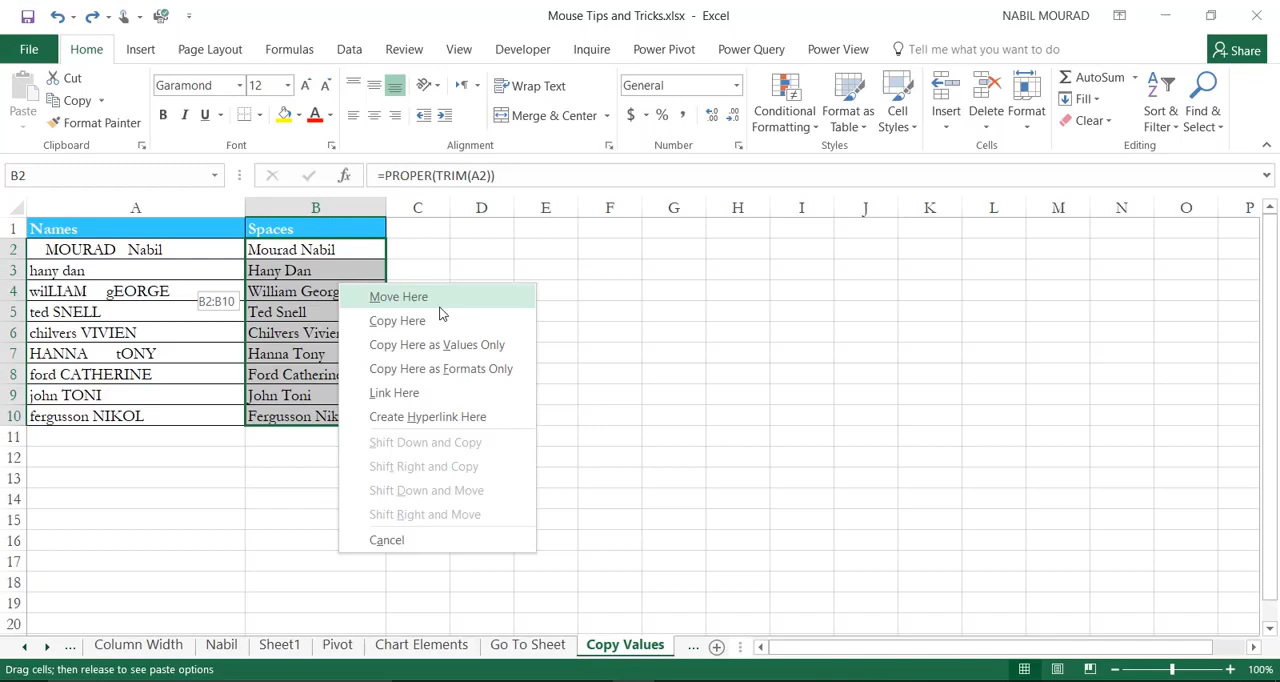 Mouse Tips and Tricks.xlsx - Excel
NABIL MOURAD
File Home Insert Page Layout Formulas Data Review View Developer Inquire Power Pivot Power Query Power View Tell me what you want to do Share
Paste
Cut
Copy
Format Painter
Clipboard
Garamond 12
B I U A
Font
Wrap Text
Merge & Center
Alignment
General
$ % ,
Number
Conditional Formatting
Format as Table
Cell Styles
Styles
Insert Delete Format
Cells
AutoSum
Fill
Clear
Sort & Filter
Find & Select
Editing
B2 fx =PROPER(TRIM(A2))
A B C D E F G H I J K L M N O P
1 Names Spaces
2 MOURAD Nabil Mourad Nabil
3 hany dan Hany Dan
4 wilLIAM gEORGE William Georg
5 ted SNELL Ted Snell
6 chilvers VIVIEN Chilvers Vivien
7 HANNA tONY Hanna Tony
8 ford CATHERINE Ford Catherine
9 john TONI John Toni
10 fergusson NIKOL Fergusson Nik
11
12
13
14
15
16
17
18
19
20
B2:B10
Move Here
Copy Here
Copy Here as Values Only
Copy Here as Formats Only
Link Here
Create Hyperlink Here
Shift Down and Copy
Shift Right and Copy
Shift Down and Move
Shift Right and Move
Cancel
... Column Width Nabil Sheet1 Pivot Chart Elements Go To Sheet Copy Values ...
Drag cells; then release to see paste options
100%